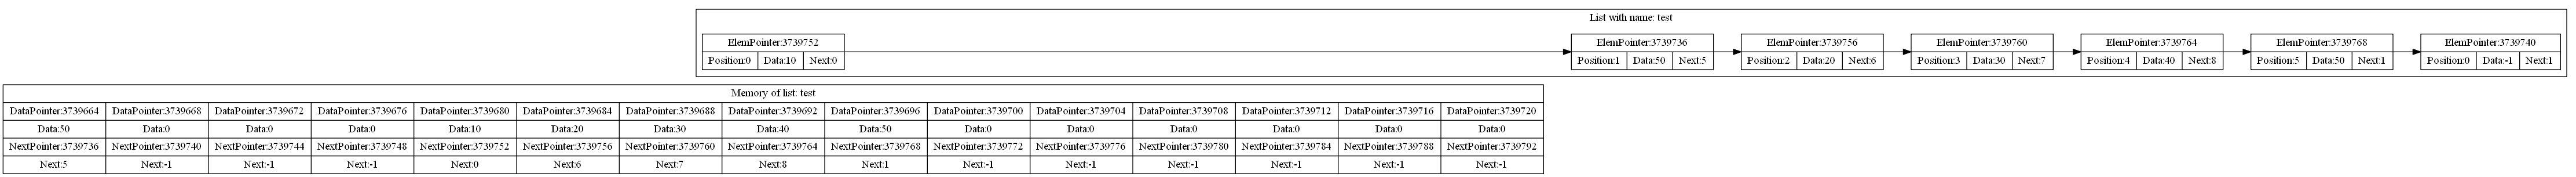 List with name: test
ElemPointer:3739752 ElemPointer:3739736 ElemPointer:3739756 ElemPointer:3739760 ElemPointer:3739764 ElemPointer:3739768 ElemPointer:3739740
Position:0 Data:10 Next:0 Position:1 Data:50 Next:5 Position:2 Data:20 Next:6 Position:3 Data:30 Next:7 Position:4 Data:40 Next:8 Position:5 Data:50 Next:1 Position:0 Data:-1 Next:1
Memory of list: test
DataPointer:3739664 DataPointer:3739668 DataPointer:3739672 DataPointer:3739676 DataPointer:3739680 DataPointer:3739684 DataPointer:3739688 DataPointer:3739692 DataPointer:3739696 DataPointer:3739700 DataPointer:3739704 DataPointer:3739708 DataPointer:3739712 DataPointer:3739716 DataPointer:3739720
Data:50 Data:0 Data:0 Data:0 Data:10 Data:20 Data:30 Data:40 Data:50 Data:0 Data:0 Data:0 Data:0 Data:0 Data:0
NextPointer:3739736 NextPointer:3739740 NextPointer:3739744 NextPointer:3739748 NextPointer:3739752 NextPointer:3739756 NextPointer:3739760 NextPointer:3739764 NextPointer:3739768 NextPointer:3739772 NextPointer:3739776 NextPointer:3739780 NextPointer:3739784 NextPointer:3739788 NextPointer:3739792
Next:5 Next:-1 Next:-1 Next:-1 Next:0 Next:6 Next:7 Next:8 Next:1 Next:-1 Next:-1 Next:-1 Next:-1 Next:-1 Next:-1